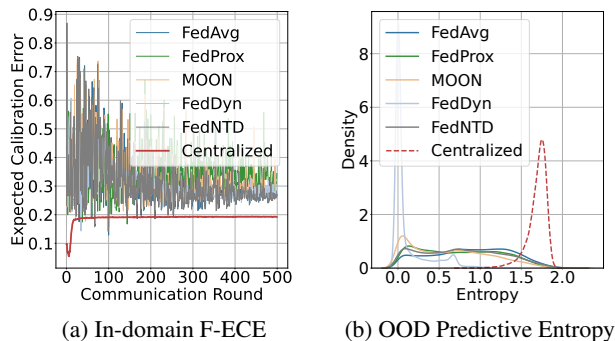 0.9
0.8
0.7
0.6
0.5
0.4
0.3
0.2
0.1
0 100 200 300 400 500
Expected Calibration Error
Communication Round
FedAvg
FedProx
MOON
FedDyn
FedNTD
Centralized
(a) In-domain F-ECE
8
6
4
2
0
0.0 0.5 1.0 1.5 2.0
Density
Entropy
FedAvg
FedProx
MOON
FedDyn
FedNTD
Centralized
(b) OOD Predictive Entropy